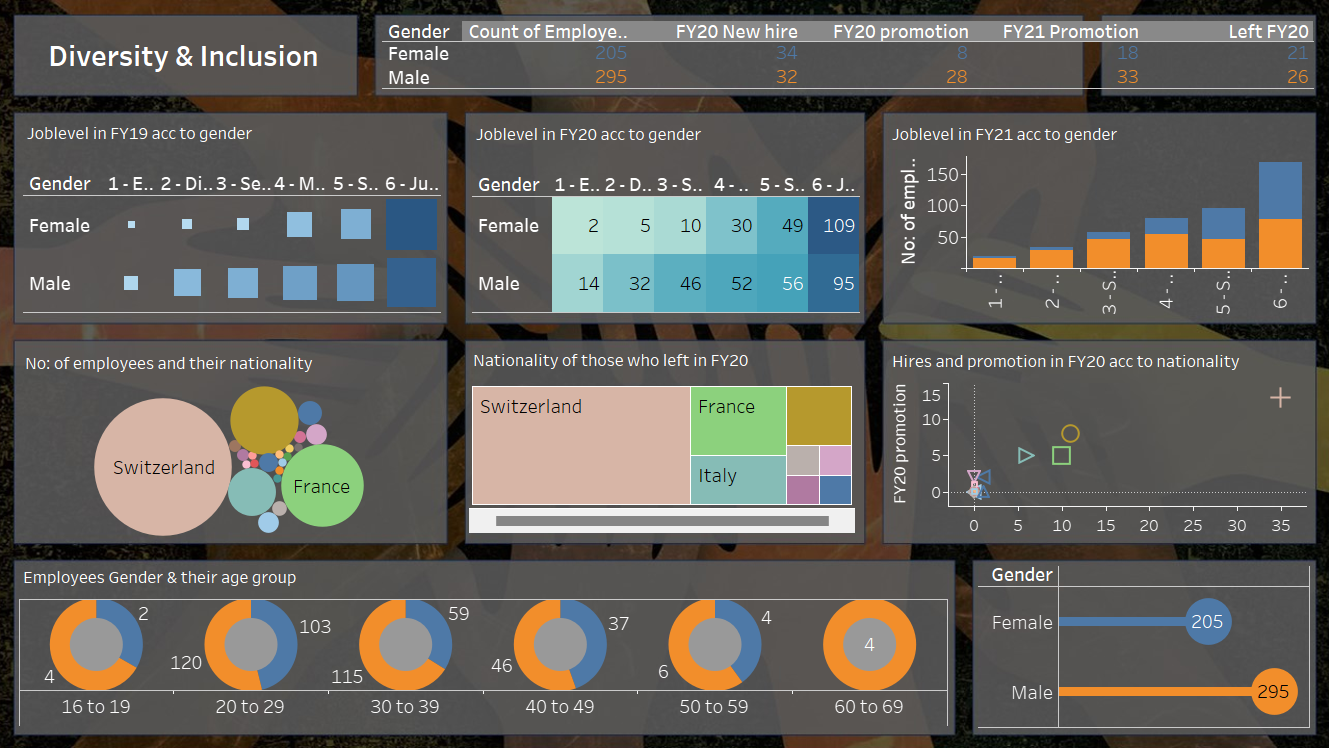 Diversity & Inclusion
Gender Count of Employe.. FY20 New hire FY20 promotion FY21 Promotion Left FY20
Female 205 34 8 18 21
Male 295 32 28 33 26
Joblevel in FY19 acc to gender
Gender 1 - E.. 2 - Di.. 3 - Se.. 4 - M.. 5 - S.. 6 - Ju..
Female
Male
Joblevel in FY20 acc to gender
Gender 1 - E.. 2 - D.. 3 - S.. 4 - .. 5 - S.. 6 - J..
Female 2 5 10 30 49 109
Male 14 32 46 52 56 95
Joblevel in FY21 acc to gender
No: of empl..
150
100
50
1 - ..
2 - ..
3 - S..
4 - ..
5 - S..
6 - ..
No: of employees and their nationality
Switzerland
France
Nationality of those who left in FY20
Switzerland
France
Italy
Hires and promotion in FY20 acc to nationality
FY20 promotion
15
10
5
0
0 5 10 15 20 25 30 35
Employees Gender & their age group
2 103 59 37 4 4
4 120 115 46 6
16 to 19 20 to 29 30 to 39 40 to 49 50 to 59 60 to 69
Gender
Female 205
Male 295